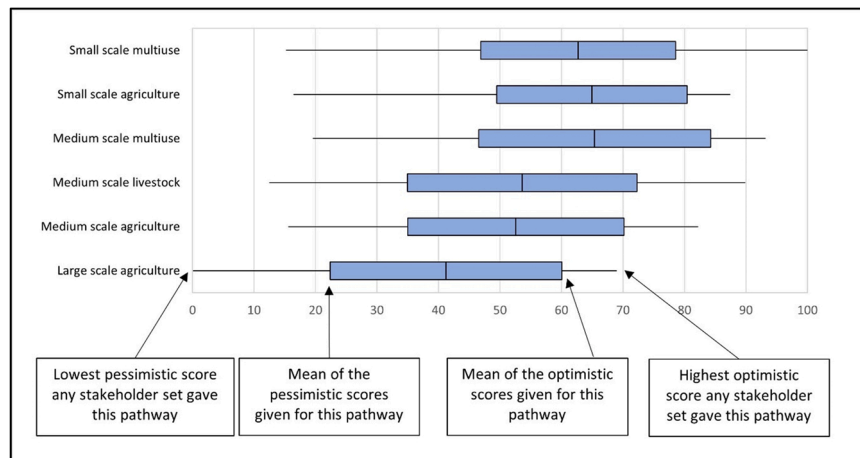 Small scale multiuse
Small scale agriculture
Medium scale multiuse
Medium scale livestock
Medium scale agriculture
Large scale agriculture
0 10 20 30 40 50 60 70 80 90 100
Lowest pessimistic score
any stakeholder set gave
this pathway
Mean of the
pessimistic scores
given for this pathway
Mean of the optimistic
scores given for this
pathway
Highest optimistic
score any stakeholder
set gave this pathway